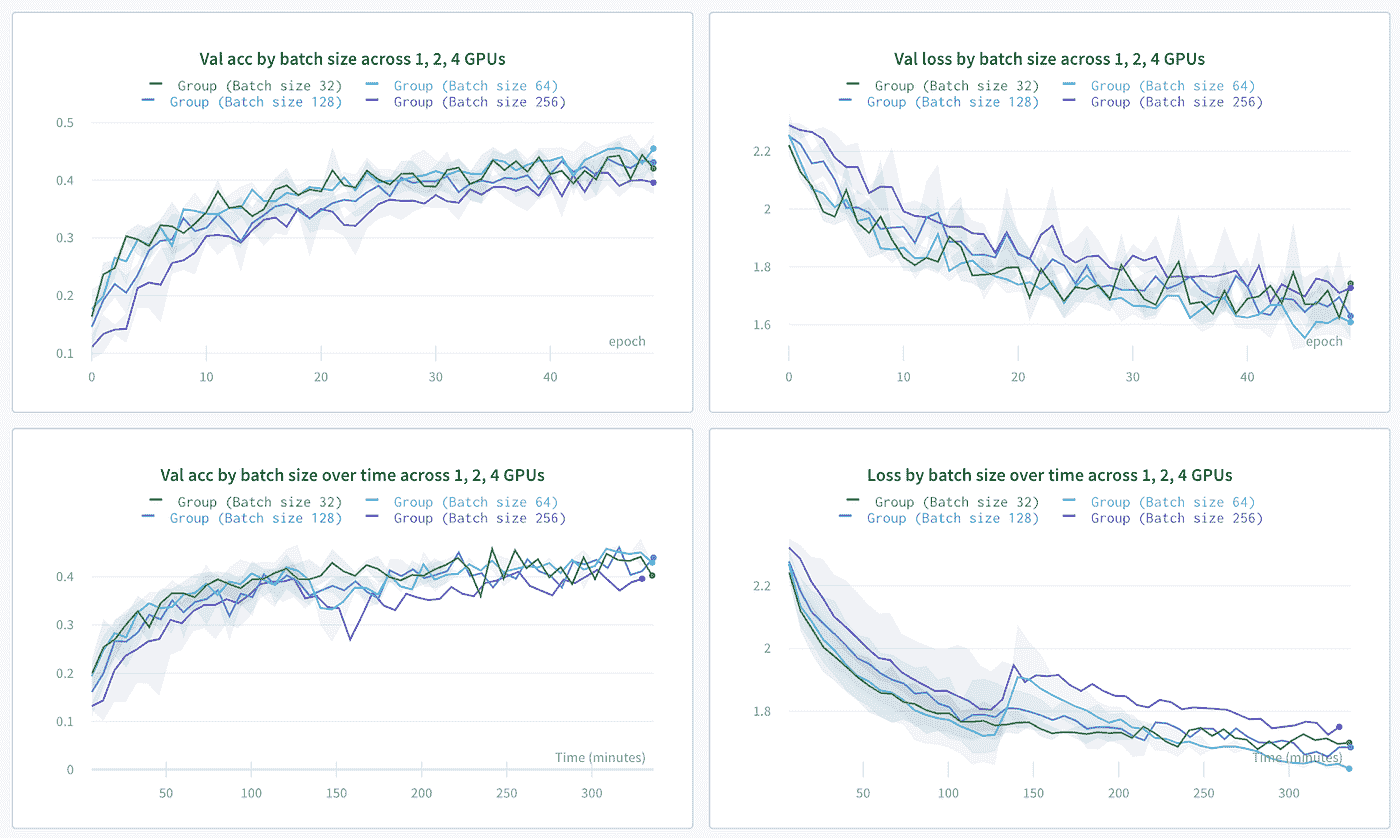 Val acc by batch size across 1, 2, 4 GPUs
Group (Batch size 32) Group (Batch size 64)
Group (Batch size 128) Group (Batch size 256)
0.5
0.4
0.3
0.2
0.1
epoch
0 10 20 30 40
Val loss by batch size across 1, 2, 4 GPUs
Group (Batch size 32) Group (Batch size 64)
Group (Batch size 128) Group (Batch size 256)
2.2
2
1.8
1.6
epoch
0 10 20 30 40
Val acc by batch size over time across 1, 2, 4 GPUs
Group (Batch size 32) Group (Batch size 64)
Group (Batch size 128) Group (Batch size 256)
0.4
0.3
0.2
0.1
Time (minutes)
0
50 100 150 200 250 300
Loss by batch size over time across 1, 2, 4 GPUs
Group (Batch size 32) Group (Batch size 64)
Group (Batch size 128) Group (Batch size 256)
2.2
2
1.8
Time (minutes)
50 100 150 200 250 300